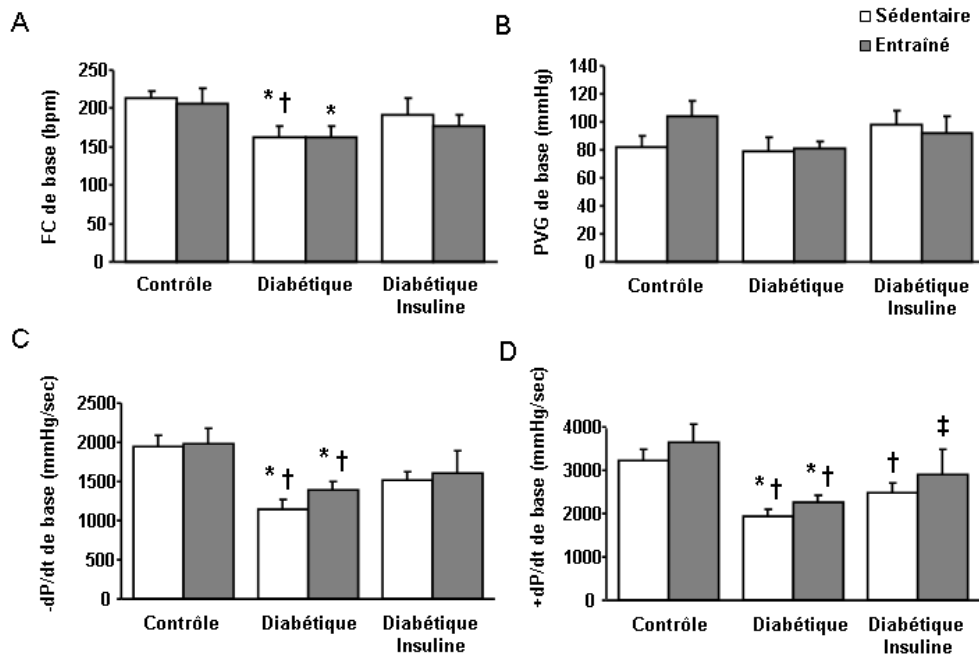 Sédentaire
Entraîné
A
FC de base (bpm)
250
200
150
100
50
0
* †
*
Contrôle
Diabétique
Diabétique
Insuline
B
PVG de base (mmHg)
140
120
100
80
60
40
20
0
Contrôle
Diabétique
Diabétique
Insuline
C
-dP/dt de base (mmHg/sec)
2500
2000
1500
1000
500
0
* †
* †
Contrôle
Diabétique
Diabétique
Insuline
D
+dP/dt de base (mmHg/sec)
4000
3000
2000
1000
0
* †
* †
†
‡
Contrôle
Diabétique
Diabétique
Insuline